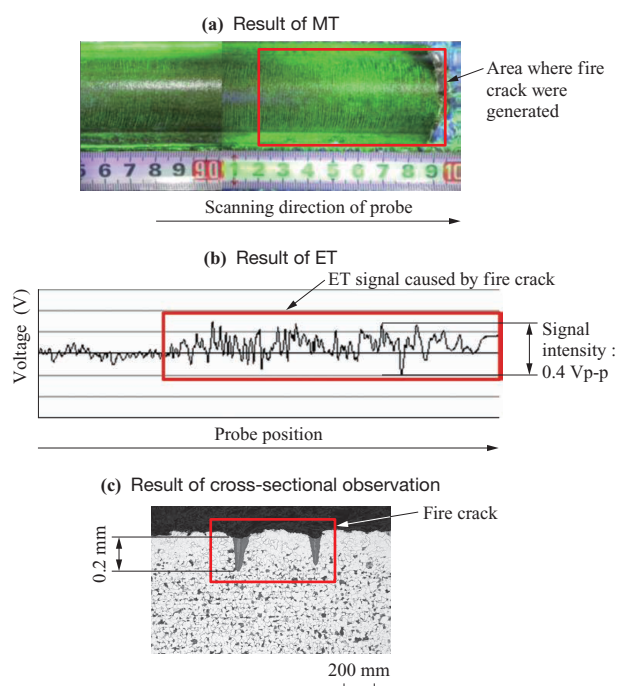 (a) Result of MT
Area where fire
crack were
generated
6 7 8 9 90 1 2 3 4 5 6 7 8 9 10
Scanning direction of probe
(b) Result of ET
ET signal caused by fire crack
Voltage (V)
Signal
intensity :
0.4 Vp-p
Probe position
(c) Result of cross-sectional observation
Fire crack
0.2 mm
200 mm